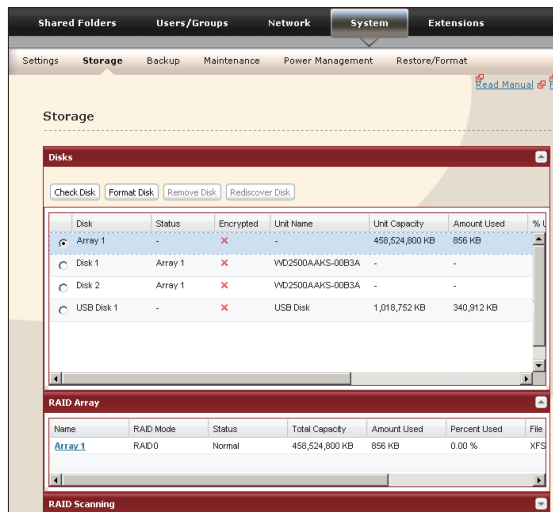 Shared Folders Users/Groups Network System Extensions
Settings Storage Backup Maintenance Power Management Restore/Format
Read Manual
Storage
Disks
Check Disk Format Disk Remove Disk Rediscover Disk
Disk Status Encrypted Unit Name Unit Capacity Amount Used %
Array 1 - - 458,524,800 KB 856 KB
Disk 1 Array 1 WD2500AAKS-00B3A - -
Disk 2 Array 1 WD2500AAKS-00B3A - -
USB Disk 1 - USB Disk 1,018,752 KB 340,912 KB
RAID Array
Name RAID Mode Status Total Capacity Amount Used Percent Used File
Array 1 RAID0 Normal 458,524,800 KB 856 KB 0.00 % XFS
RAID Scanning